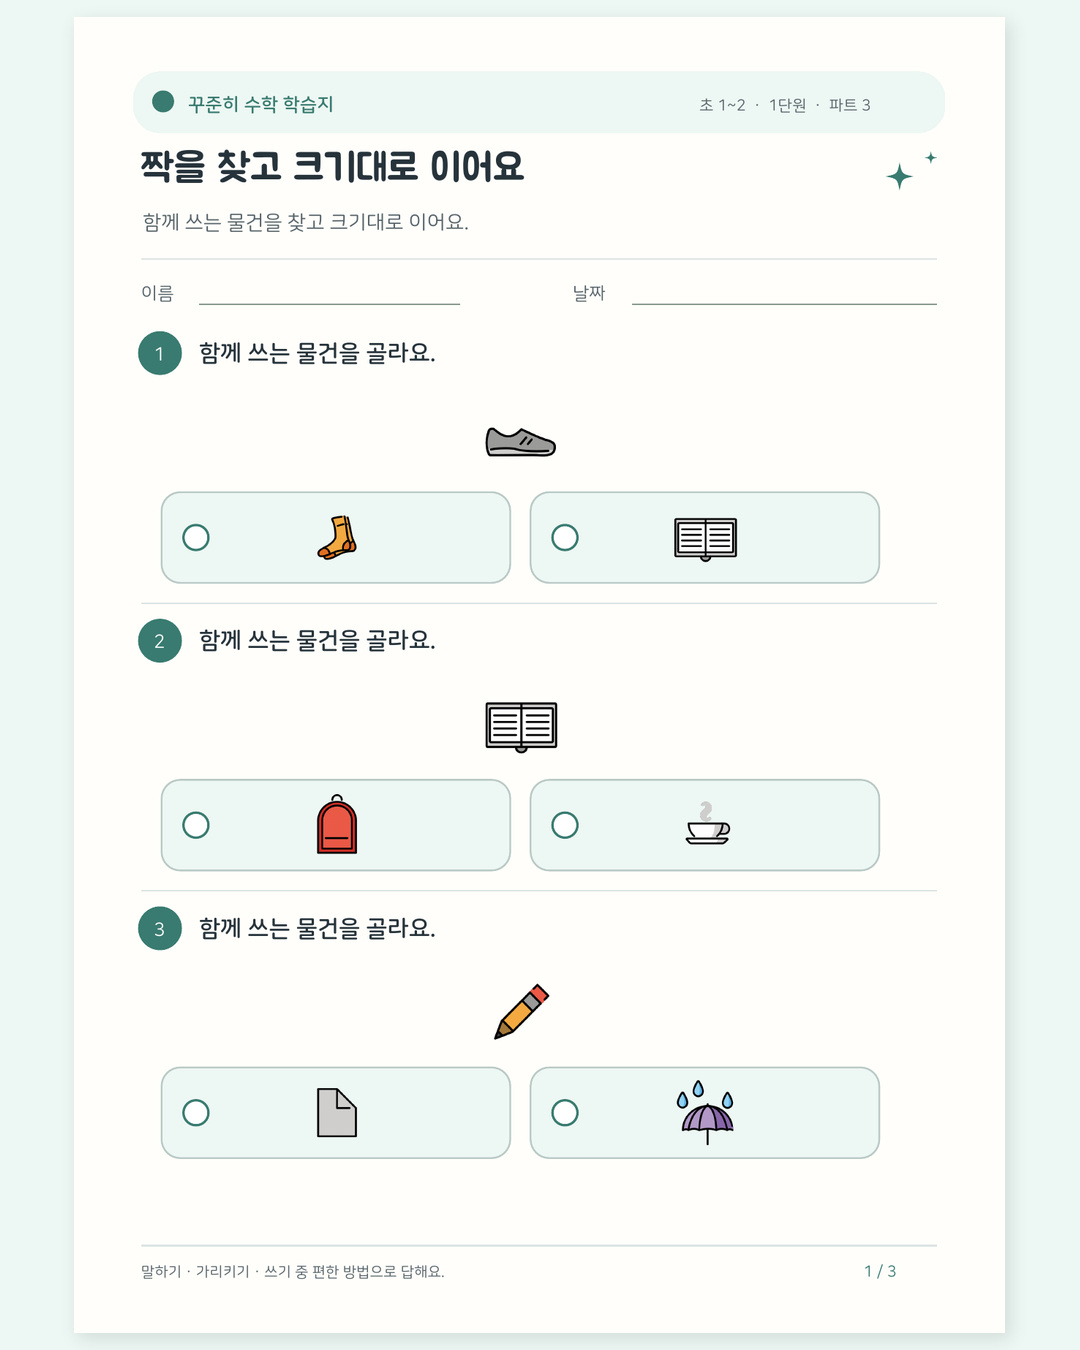 꾸준히 수학 학습지
초 1~2 · 1단원 · 파트 3
짝을 찾고 크기대로 이어요
함께 쓰는 물건을 찾고 크기대로 이어요.
이름
날짜
1
함께 쓰는 물건을 골라요.
2
함께 쓰는 물건을 골라요.
3
함께 쓰는 물건을 골라요.
말하기 · 가리키기 · 쓰기 중 편한 방법으로 답해요.
1 / 3